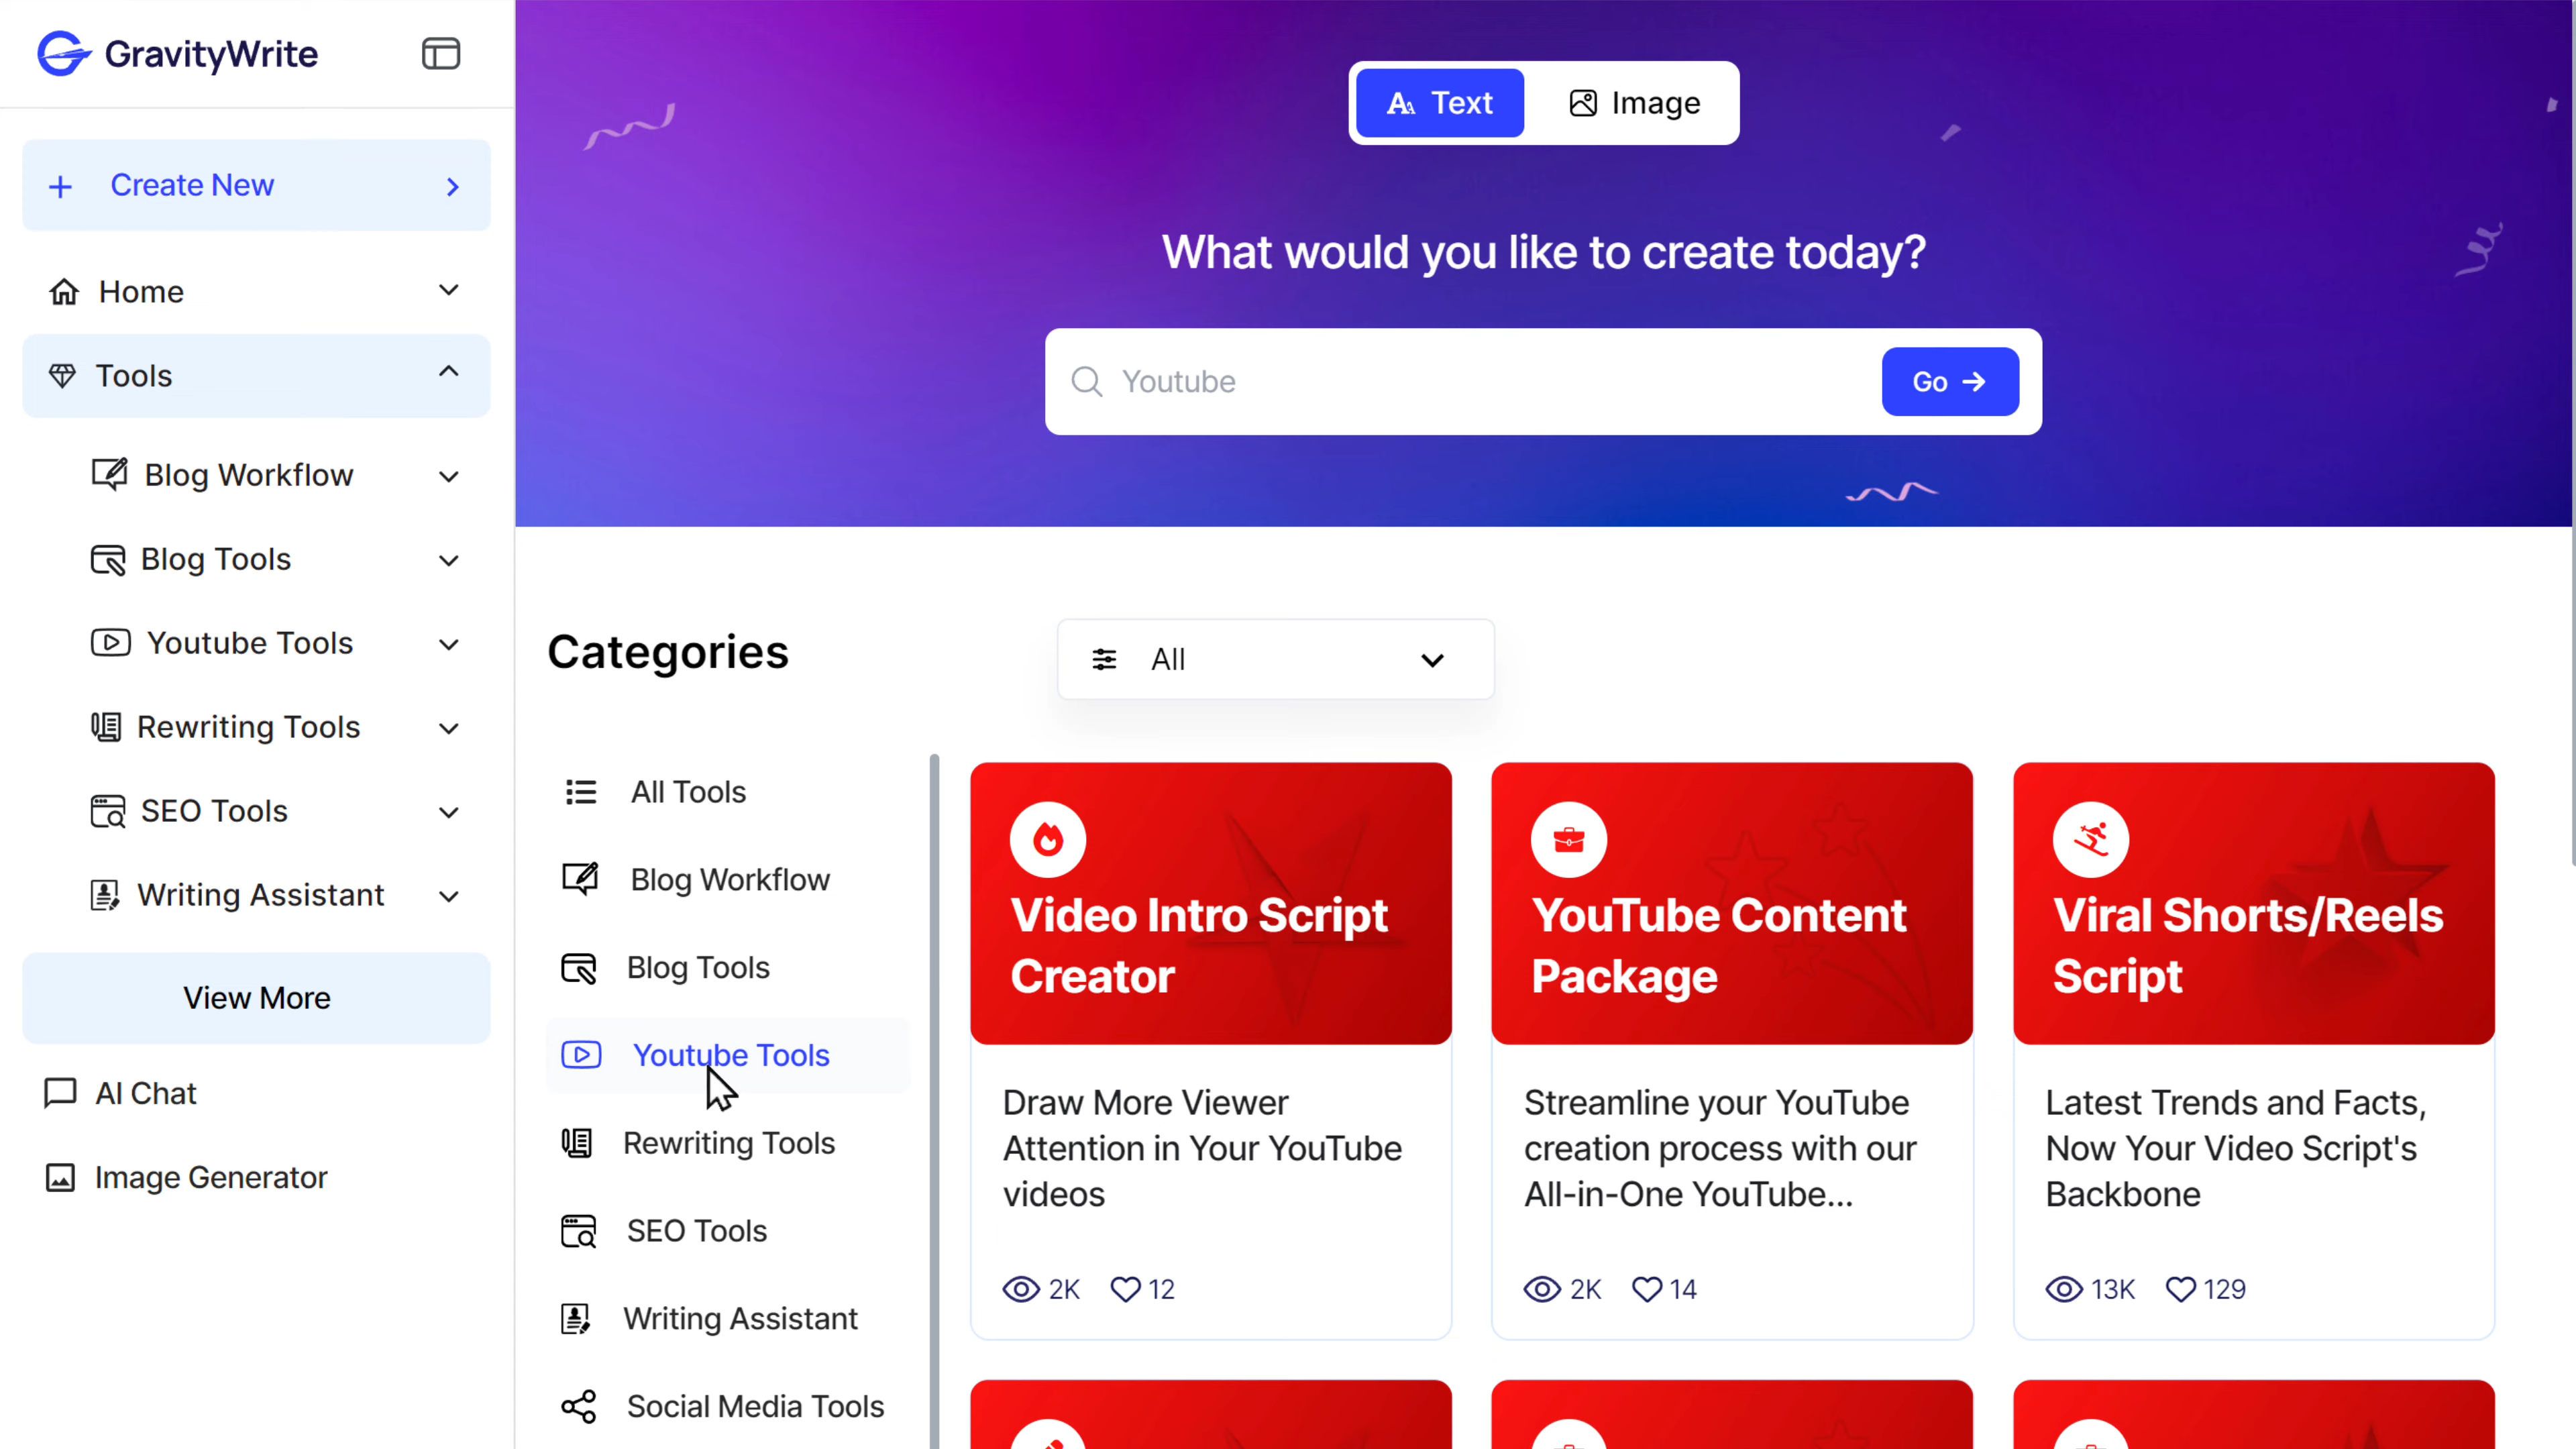 GravityWrite
Create New
Home
Tools
Blog Workflow
Blog Tools
Youtube Tools
Rewriting Tools
SEO Tools
Writing Assistant
View More
AI Chat
Image Generator
Text
Image
What would you like to create today?
Youtube
Go
Categories
All
All Tools
Blog Workflow
Blog Tools
Youtube Tools
Rewriting Tools
SEO Tools
Writing Assistant
Social Media Tools
Video Intro Script
Creator
Draw More Viewer
Attention in Your YouTube
videos
2K
12
YouTube Content
Package
Streamline your YouTube
creation process with our
All-in-One YouTube...
2K
14
Viral Shorts/Reels
Script
Latest Trends and Facts,
Now Your Video Script's
Backbone
13K
129